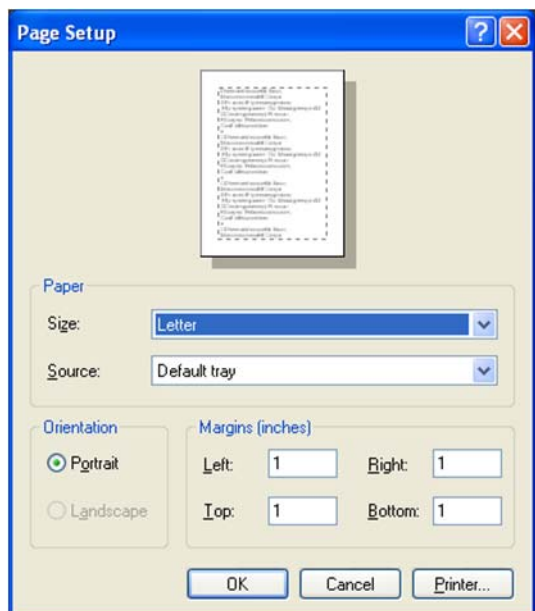 Page Setup
Paper
Size: Letter
Source: Default tray
Orientation
Portrait
Landscape
Margins (inches)
Left: 1 Right: 1
Top: 1 Bottom: 1
OK Cancel Printer...